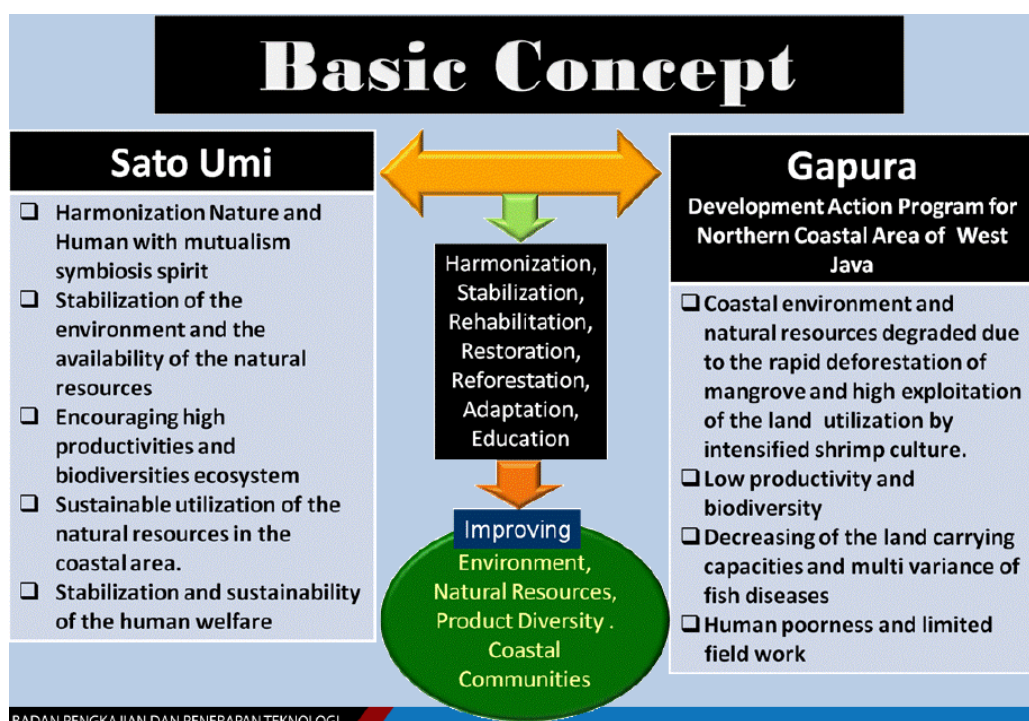 Basic Concept
Sato Umi
❑ Harmonization Nature and
Human with mutualism
symbiosis spirit
❑ Stabilization of the
environment and the
availability of the natural
resources
❑ Encouraging high
productivities and
biodiversities ecosystem
❑ Sustainable utilization of the
natural resources in the
coastal area.
❑ Stabilization and sustainability
of the human welfare
Harmonization,
Stabilization,
Rehabilitation,
Restoration,
Reforestation,
Adaptation,
Education
Improving
Environment,
Natural Resources,
Product Diversity .
Coastal
Communities
Gapura
Development Action Program for
Northern Coastal Area of West
Java
❑ Coastal environment and
natural resources degraded due
to the rapid deforestation of
mangrove and high exploitation
of the land utilization by
intensified shrimp culture.
❑ Low productivity and
biodiversity
❑ Decreasing of the land carrying
capacities and multi variance of
fish diseases
❑ Human poorness and limited
field work
BADAN PENGKAJIAN DAN PENERAPAN TEKNOLOGI